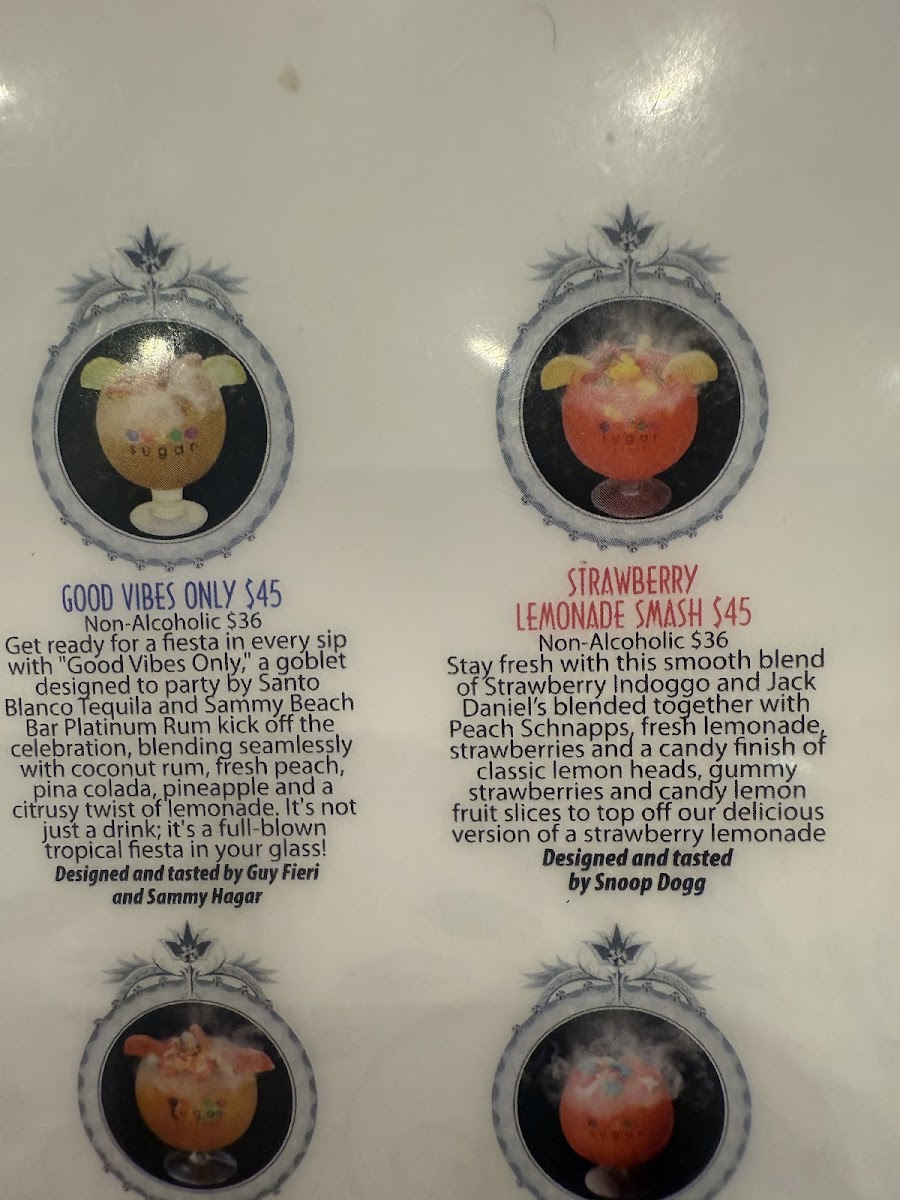 sugar
sugar
GOOD VIBES ONLY $45
Non-Alcoholic $36
Get ready for a fiesta in every sip
with "Good Vibes Only," a goblet
designed to party by Santo
Blanco Tequila and Sammy Beach
Bar Platinum Rum kick off the
celebration, blending seamlessly
with coconut rum, fresh peach,
pina colada, pineapple and a
citrusy twist of lemonade. It's not
just a drink; it's a full-blown
tropical fiesta in your glass!
Designed and tasted by Guy Fieri
and Sammy Hagar
STRAWBERRY
LEMONADE SMASH $45
Non-Alcoholic $36
Stay fresh with this smooth blend
of Strawberry Indoggo and Jack
Daniel's blended together with
Peach Schnapps, fresh lemonade,
strawberries and a candy finish of
classic lemon heads, gummy
strawberries and candy lemon
fruit slices to top off our delicious
version of a strawberry lemonade
Designed and tasted
by Snoop Dogg
sugar
sugar